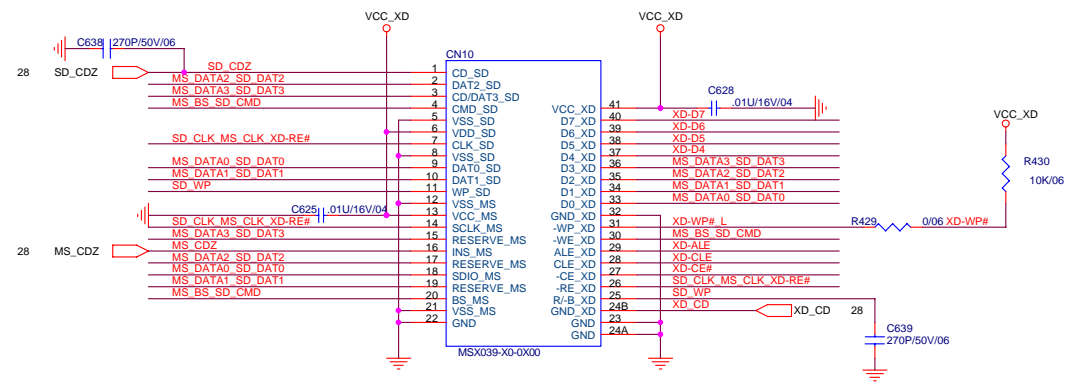 VCC_XD
VCC_XD
C638
270P/50V/06
CN10
28
SD_CDZ
SD_CDZ
1
CD_SD
MS_DATA2_SD_DAT2
2
DAT2_SD
MS_DATA3_SD_DAT3
3
CD/DAT3_SD
MS_BS_SD_CMD
4
CMD_SD
5
VSS_SD
6
VDD_SD
SD_CLK_MS_CLK_XD-RE#
7
CLK_SD
8
VSS_SD
MS_DATA0_SD_DAT0
9
DAT0_SD
MS_DATA1_SD_DAT1
10
DAT1_SD
SD_WP
11
WP_SD
12
VSS_MS
C625
.01U/16V/04
13
VCC_MS
SD_CLK_MS_CLK_XD-RE#
14
SCLK_MS
MS_DATA3_SD_DAT3
15
RESERVE_MS
28
MS_CDZ
MS_CDZ
16
INS_MS
MS_DATA2_SD_DAT2
17
RESERVE_MS
MS_DATA0_SD_DAT0
18
SDIO_MS
MS_DATA1_SD_DAT1
19
RESERVE_MS
MS_BS_SD_CMD
20
BS_MS
21
VSS_MS
22
GND
MSX039-X0-0X00
C628
.01U/16V/04
VCC_XD
41
D7_XD
40
XD-D7
D6_XD
39
XD-D6
D5_XD
38
XD-D5
D4_XD
37
XD-D4
D3_XD
36
MS_DATA3_SD_DAT3
D2_XD
35
MS_DATA2_SD_DAT2
D1_XD
34
MS_DATA1_SD_DAT1
D0_XD
33
MS_DATA0_SD_DAT0
GND_XD
32
-WP_XD
31
XD-WP#_L
R429
0/06
XD-WP#
-WE_XD
30
MS_BS_SD_CMD
ALE_XD
29
XD-ALE
CLE_XD
28
XD-CLE
-CE_XD
27
XD-CE#
-RE_XD
26
SD_CLK_MS_CLK_XD-RE#
R/-B_XD
25
SD_WP
GND_XD
24B
XD_CD
XD_CD
28
GND
23
GND
24A
VCC_XD
R430
10K/06
C639
270P/50V/06